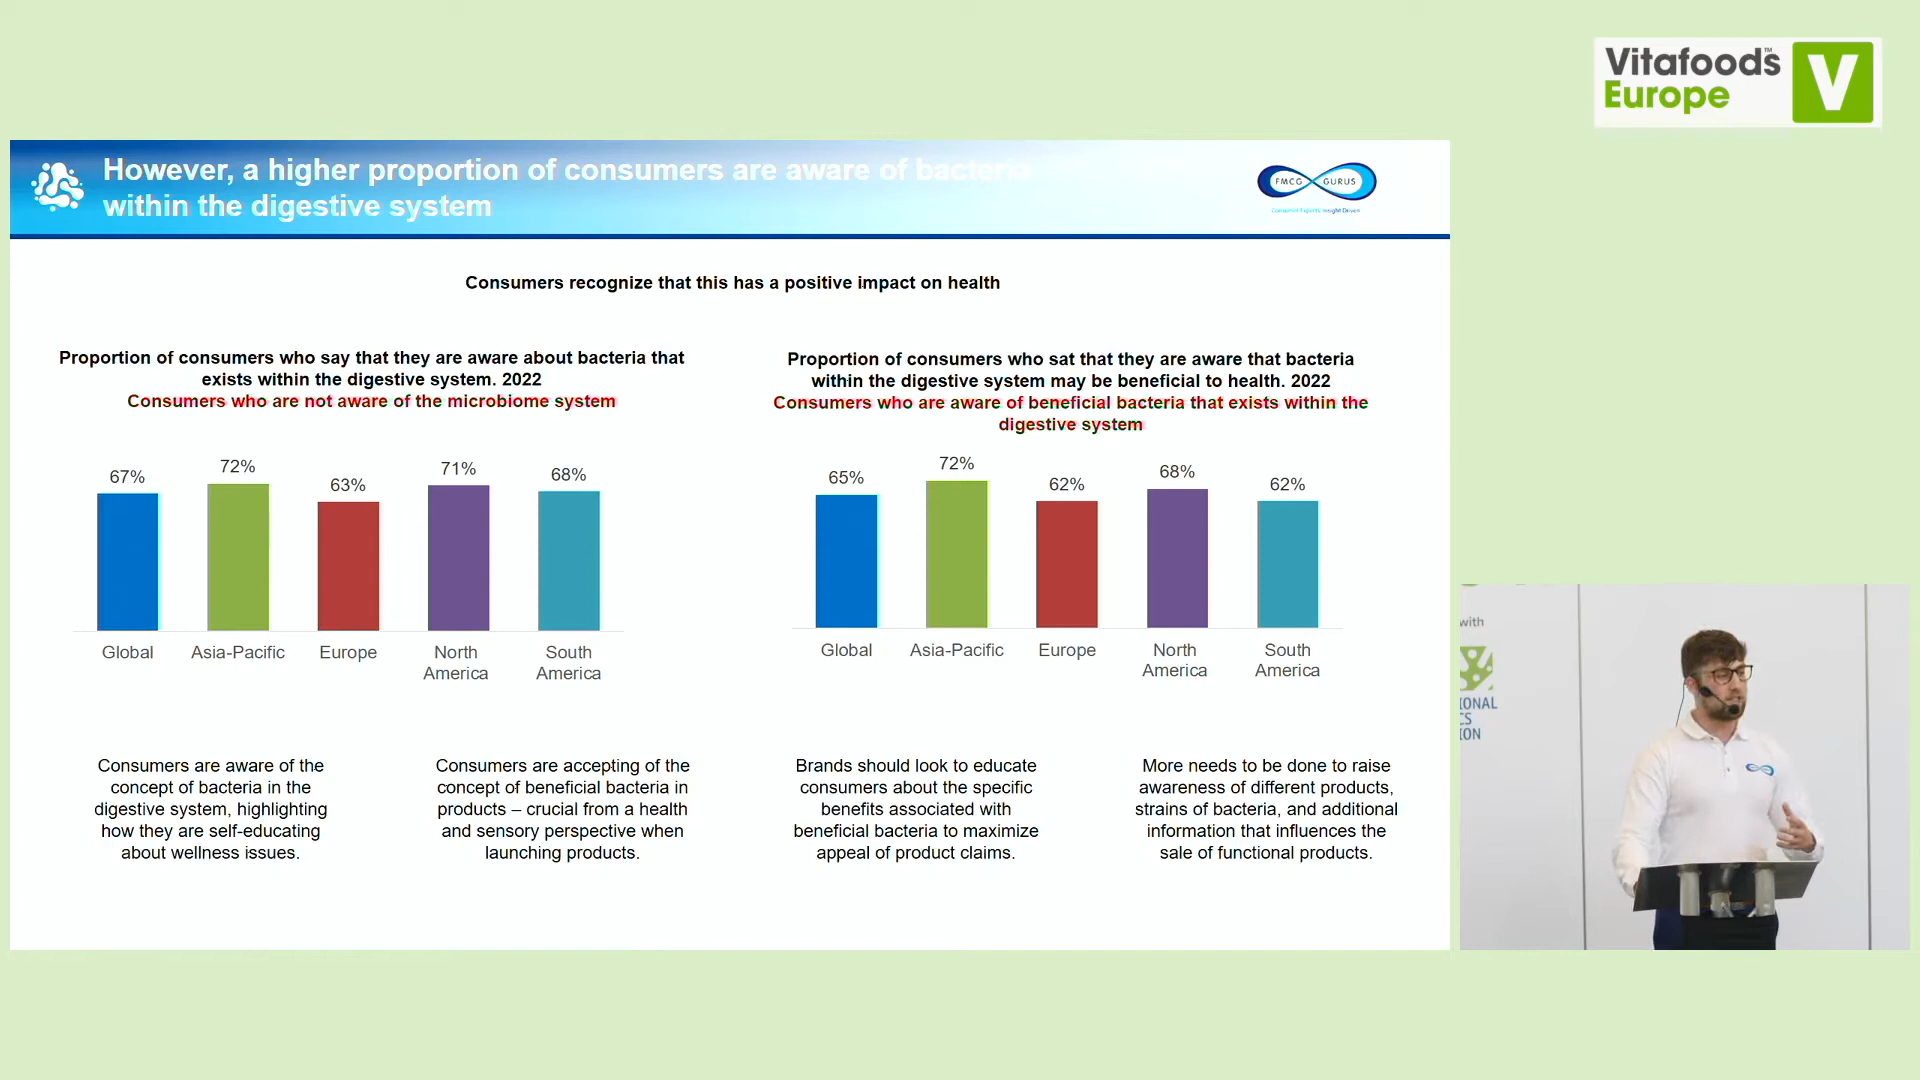 Vitafoods™
Europe
V
However, a higher proportion of consumers are aware of bacteria
within the digestive system
FMCG GURUS
Consumer Experts, Insight Driven
Consumers recognize that this has a positive impact on health
Proportion of consumers who say that they are aware about bacteria that
exists within the digestive system. 2022
Consumers who are not aware of the microbiome system
67%
72%
63%
71%
68%
Global
Asia-Pacific
Europe
North
America
South
America
Proportion of consumers who sat that they are aware that bacteria
within the digestive system may be beneficial to health. 2022
Consumers who are aware of beneficial bacteria that exists within the
digestive system
65%
72%
62%
68%
62%
Global
Asia-Pacific
Europe
North
America
South
America
Consumers are aware of the
concept of bacteria in the
digestive system, highlighting
how they are self-educating
about wellness issues.
Consumers are accepting of the
concept of beneficial bacteria in
products – crucial from a health
and sensory perspective when
launching products.
Brands should look to educate
consumers about the specific
benefits associated with
beneficial bacteria to maximize
appeal of product claims.
More needs to be done to raise
awareness of different products,
strains of bacteria, and additional
information that influences the
sale of functional products.
with
IONAL
CS
ION